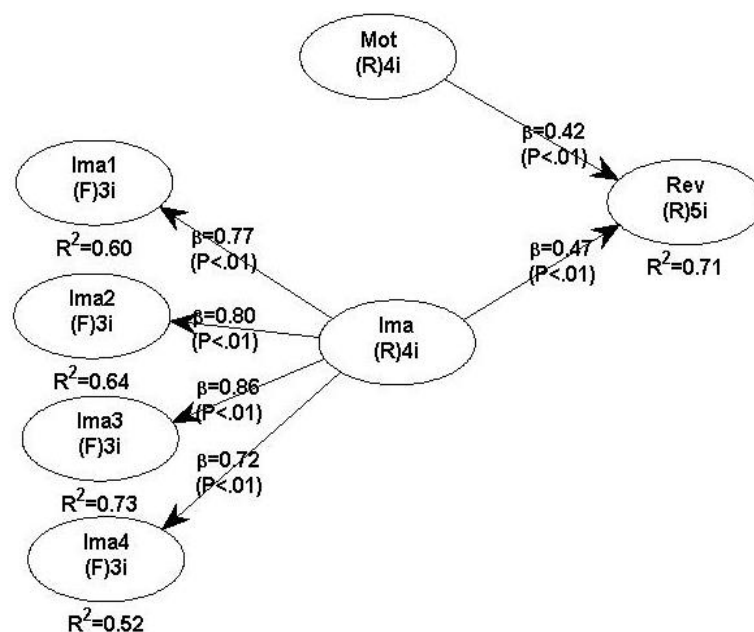 Mot
(R)4i
β=0.42
(P<.01)
Rev
(R)5i
R²=0.71
β=0.47
(P<.01)
Ima
(R)4i
Ima1
(F)3i
R²=0.60
β=0.77
(P<.01)
Ima2
(F)3i
R²=0.64
β=0.80
(P<.01)
Ima3
(F)3i
R²=0.73
β=0.86
(P<.01)
Ima4
(F)3i
R²=0.52
β=0.72
(P<.01)